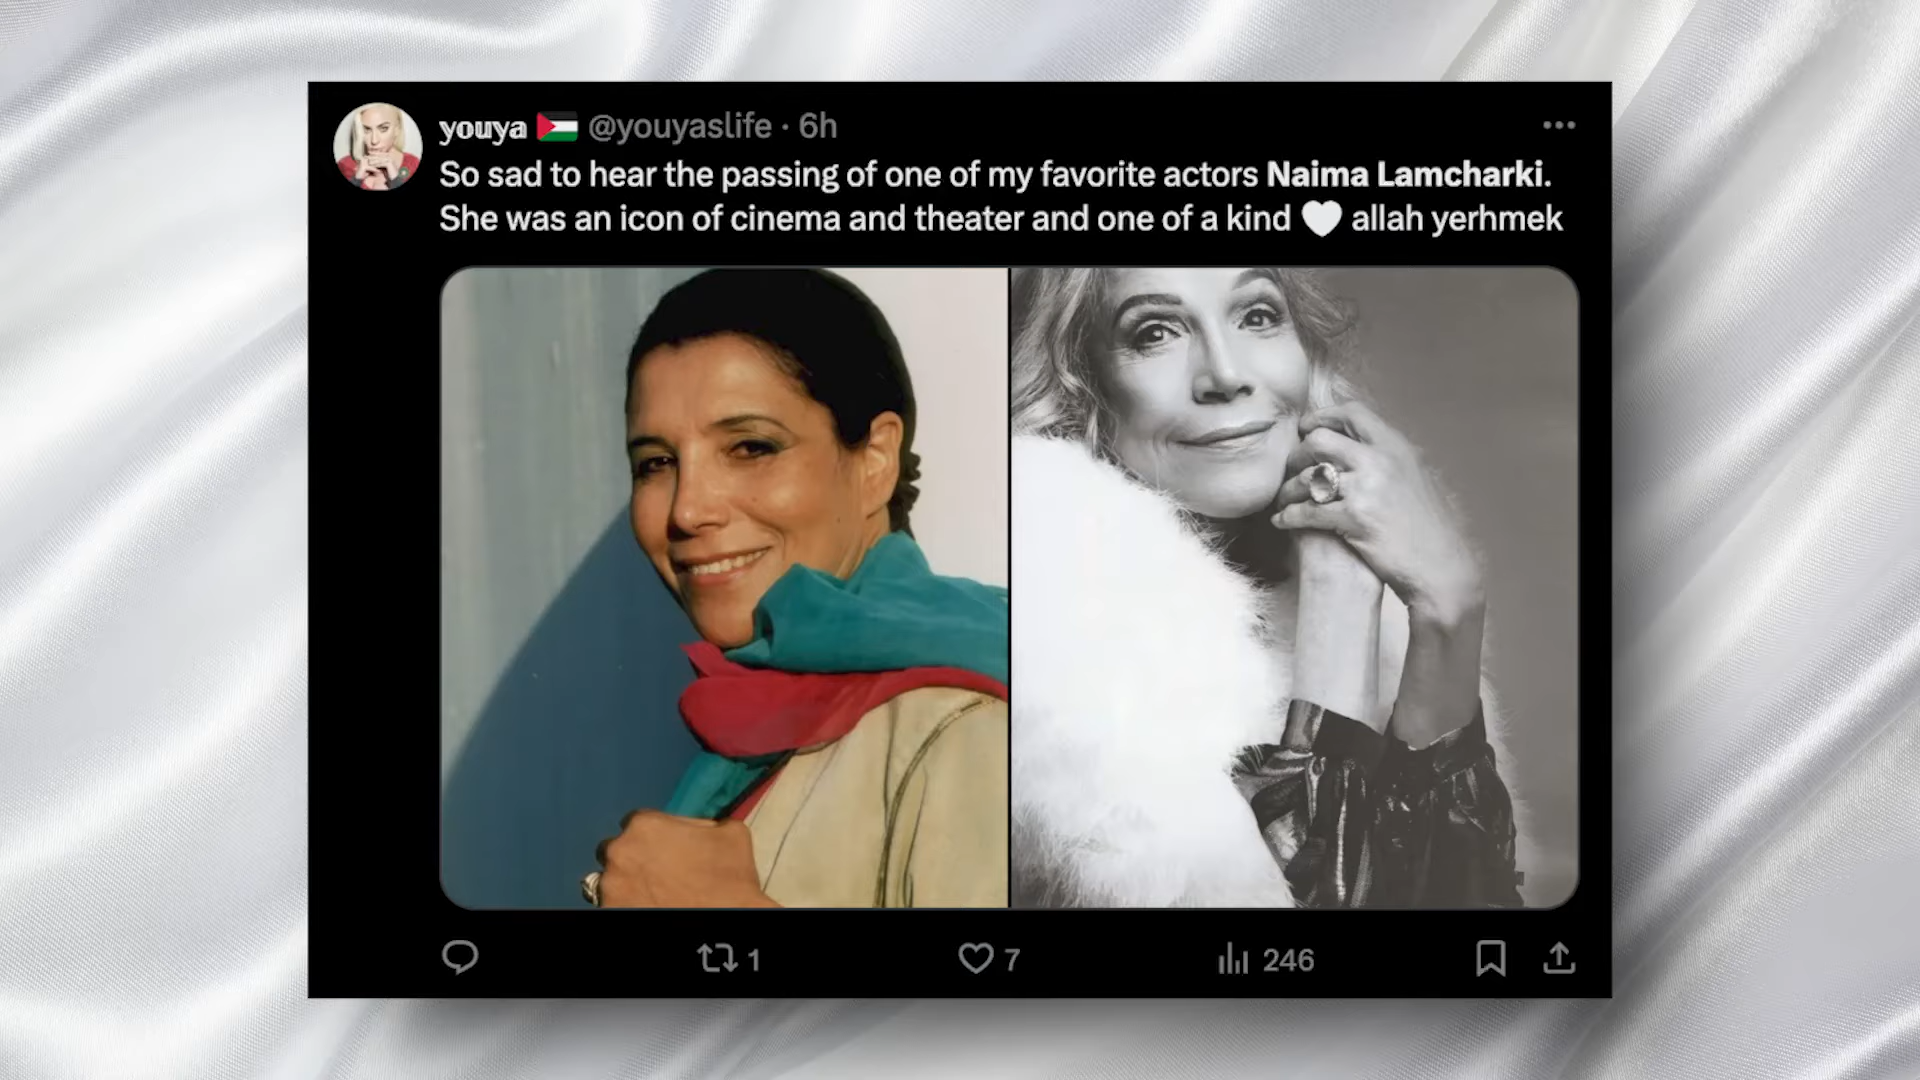 youya 🇵🇸 @youyaslife · 6h
So sad to hear the passing of one of my favorite actors Naima Lamcharki.
She was an icon of cinema and theater and one of a kind 🤍 allah yerhmek
1 7 246